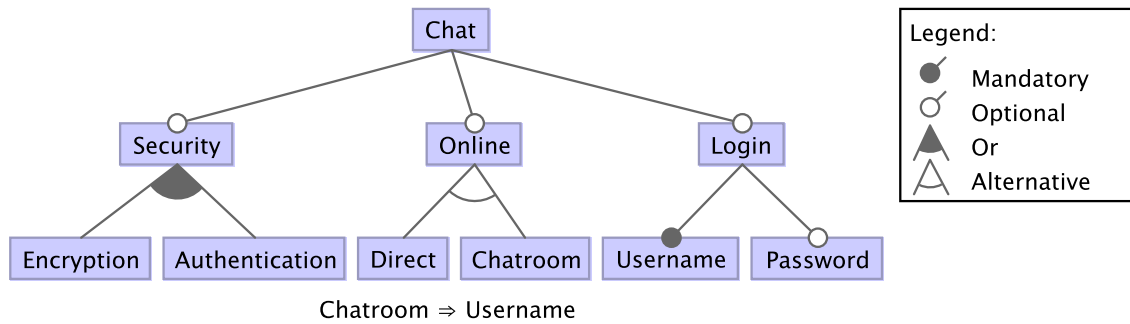 Chat
Legend:
Mandatory
Optional
Or
Alternative
Security
Online
Login
Encryption
Authentication
Direct
Chatroom
Username
Password
Chatroom ⇒ Username